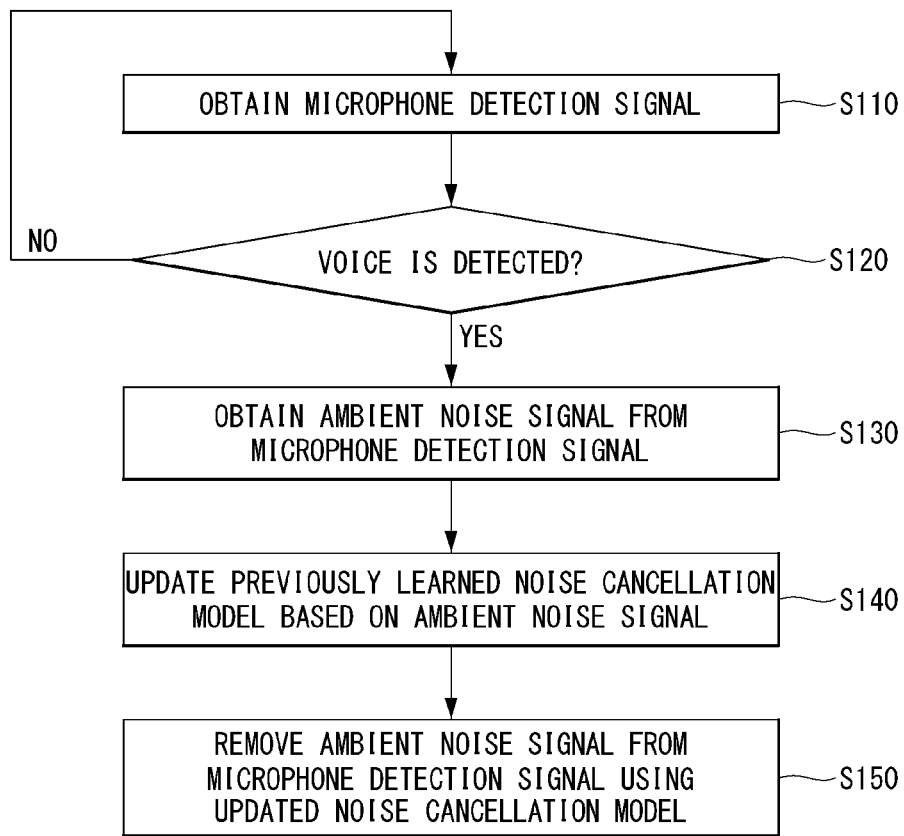 OBTAIN MICROPHONE DETECTION SIGNAL
S110
NO
VOICE IS DETECTED?
S120
YES
OBTAIN AMBIENT NOISE SIGNAL FROM
MICROPHONE DETECTION SIGNAL
S130
UPDATE PREVIOUSLY LEARNED NOISE CANCELLATION
MODEL BASED ON AMBIENT NOISE SIGNAL
S140
REMOVE AMBIENT NOISE SIGNAL FROM
MICROPHONE DETECTION SIGNAL USING
UPDATED NOISE CANCELLATION MODEL
S150